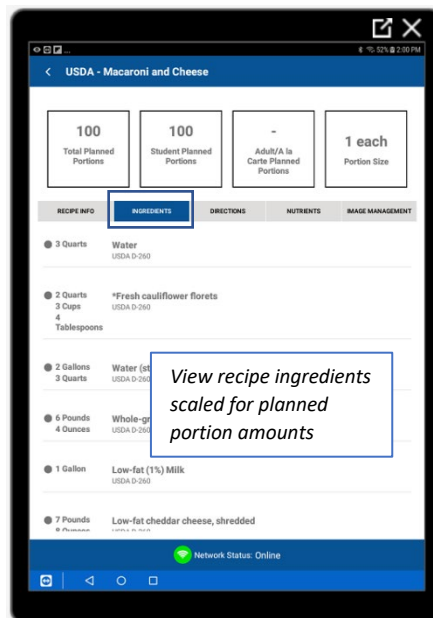 52% 2:00 PM
USDA - Macaroni and Cheese
100
Total Planned
Portions
100
Student Planned
Portions
-
Adult/A la
Carte Planned
Portions
1 each
Portion Size
RECIPE INFO INGREDIENTS DIRECTIONS NUTRIENTS IMAGE MANAGEMENT
3 Quarts Water
USDA D-260
2 Quarts *Fresh cauliflower florets
3 Cups USDA D-260
4
Tablespoons
2 Gallons Water (st
3 Quarts USDA D-260
6 Pounds Whole-gr
4 Ounces USDA D-260
View recipe ingredients
scaled for planned
portion amounts
1 Gallon Low-fat (1%) Milk
USDA D-260
7 Pounds Low-fat cheddar cheese, shredded
Network Status: Online